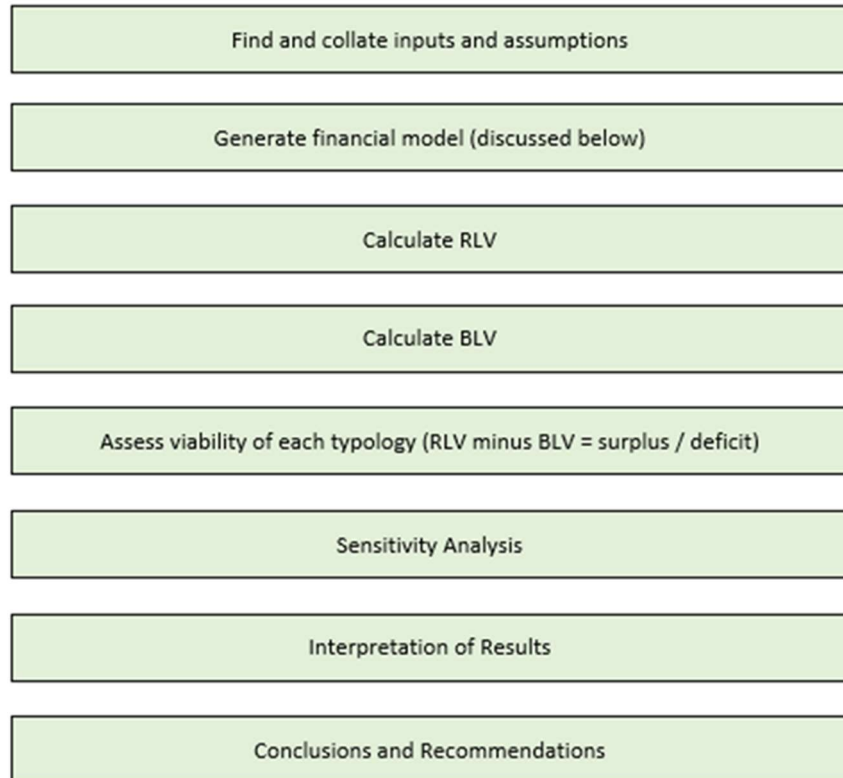 Find and collate inputs and assumptions
Generate financial model (discussed below)
Calculate RLV
Calculate BLV
Assess viability of each typology (RLV minus BLV = surplus / deficit)
Sensitivity Analysis
Interpretation of Results
Conclusions and Recommendations